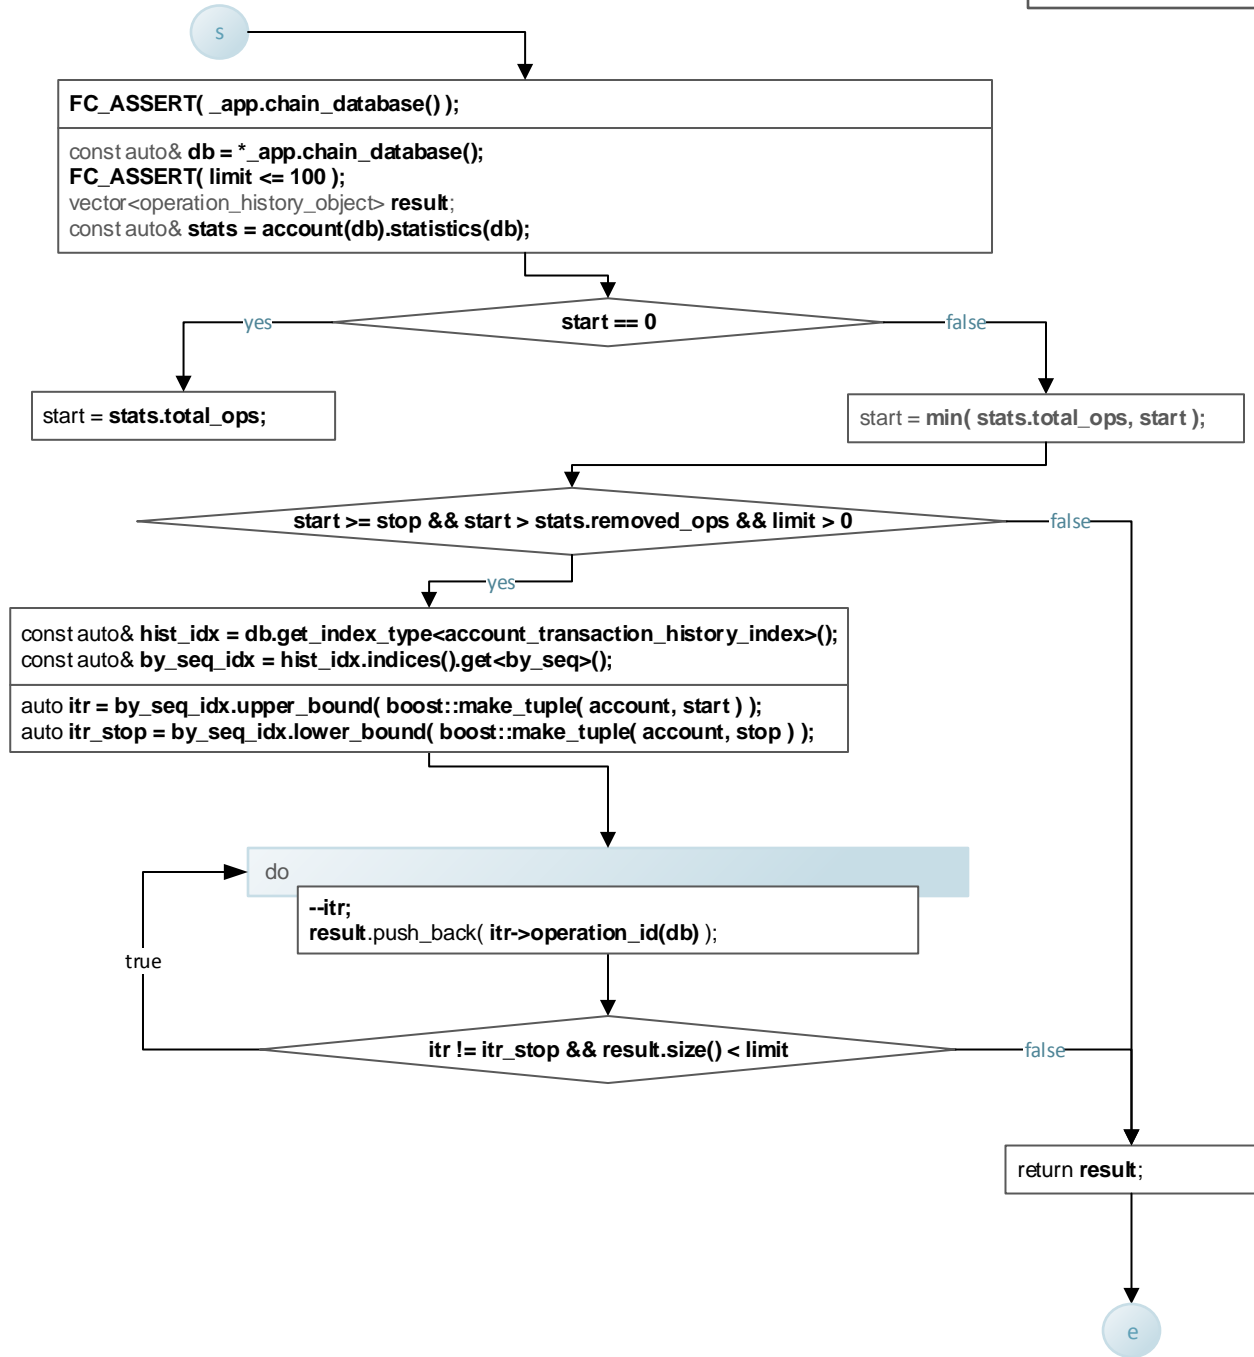 s
FC_ASSERT( _app.chain_database() );
const auto& db = *_app.chain_database();
FC_ASSERT( limit <= 100 );
vector<operation_history_object> result;
const auto& stats = account(db).statistics(db);
start == 0
yes
false
start = stats.total_ops;
start = min( stats.total_ops, start );
start >= stop && start > stats.removed_ops && limit > 0
false
yes
const auto& hist_idx = db.get_index_type<account_transaction_history_index>();
const auto& by_seq_idx = hist_idx.indices().get<by_seq>();
auto itr = by_seq_idx.upper_bound( boost::make_tuple( account, start ) );
auto itr_stop = by_seq_idx.lower_bound( boost::make_tuple( account, stop ) );
do
--itr;
result.push_back( itr->operation_id(db) );
true
itr != itr_stop && result.size() < limit
false
return result;
e